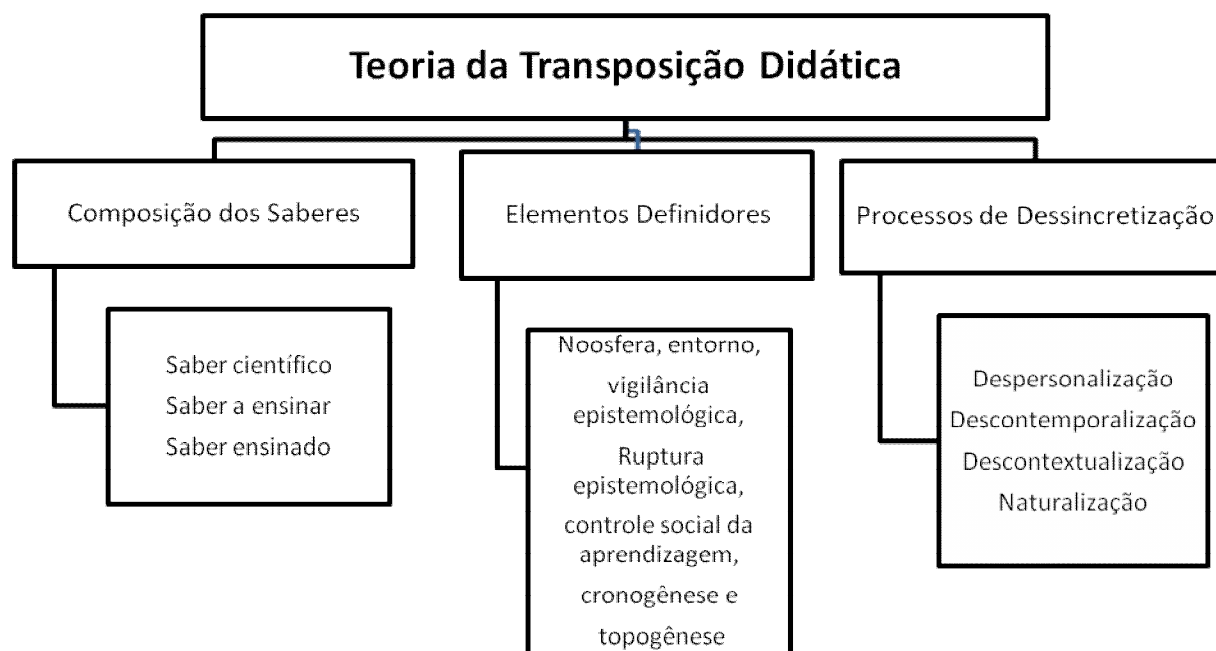 Teoria da Transposição Didática
Composição dos Saberes
Saber científico
Saber a ensinar
Saber ensinado
Elementos Definidores
Noosfera, entorno,
vigilância
epistemológica,
Ruptura
epistemológica,
controle social da
aprendizagem,
cronogênese e
topogênese
Processos de Dessincretização
Despersonalização
Descontemporalização
Descontextualização
Naturalização